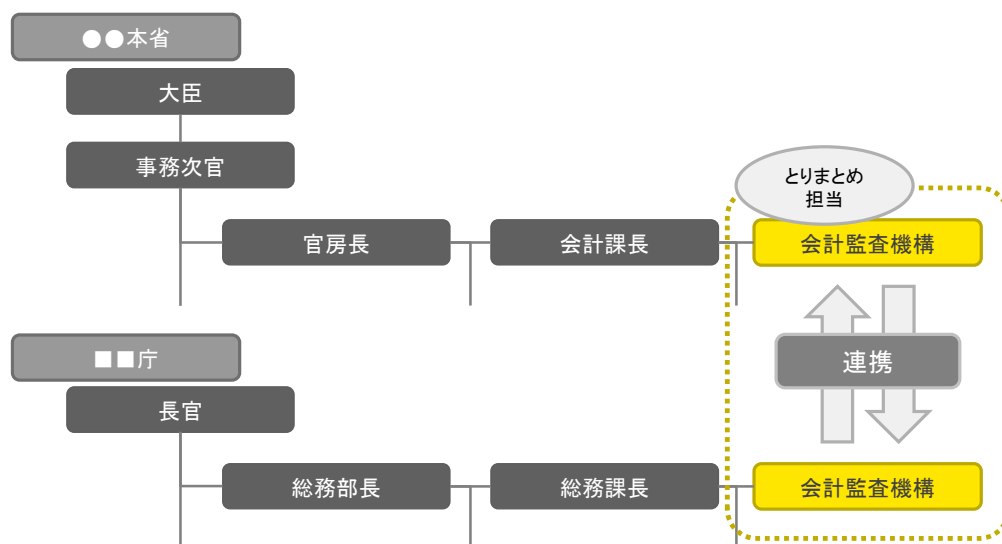 ●●本省
大臣
事務次官
とりまとめ
担当
官房長
会計課長
会計監査機構
連携
■■庁
長官
総務部長
総務課長
会計監査機構